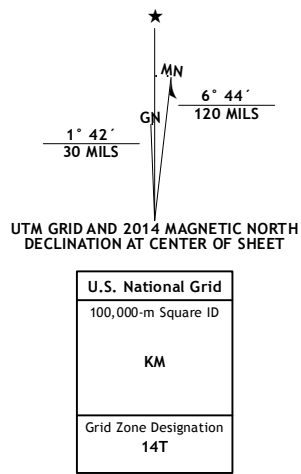 ★
MN
GN
6° 44´
120 MILS
1° 42´
30 MILS
UTM GRID AND 2014 MAGNETIC NORTH
DECLINATION AT CENTER OF SHEET
U.S. National Grid
100,000-m Square ID
KM
Grid Zone Designation
14T